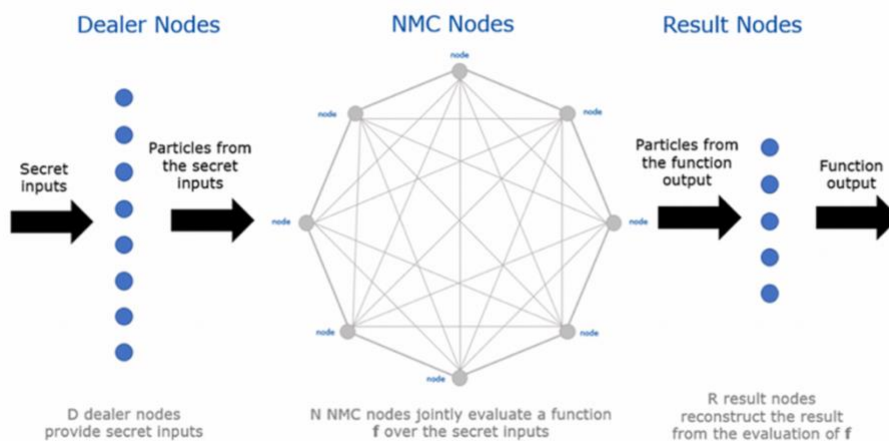 Dealer Nodes
NMC Nodes
Result Nodes
Secret
inputs
Particles from
the secret
inputs
node
node
node
node
node
node
node
node
Particles from
the function
output
Function
output
D dealer nodes
provide secret inputs
N NMC nodes jointly evaluate a function
f over the secret inputs
R result nodes
reconstruct the result
from the evaluation of f